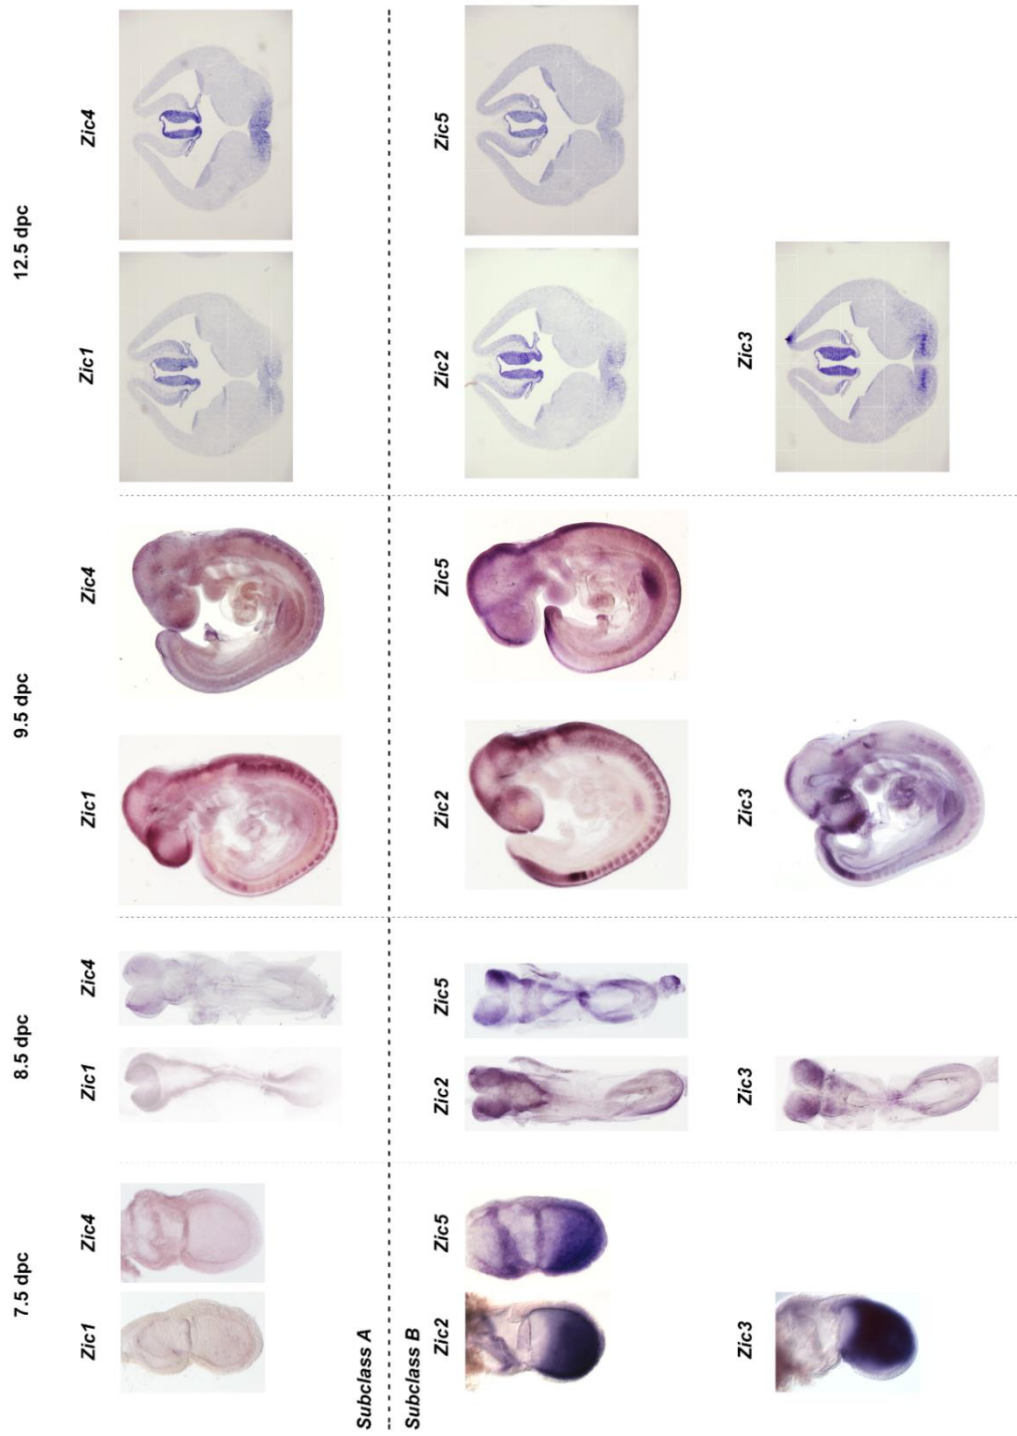 7.5 dpc 8.5 dpc 9.5 dpc 12.5 dpc
Zic1 Zic4 Zic1 Zic4 Zic1 Zic4 Zic1 Zic4
Subclass A
Subclass B
Zic2 Zic5 Zic2 Zic5 Zic2 Zic5 Zic2 Zic5
Zic3 Zic3 Zic3 Zic3